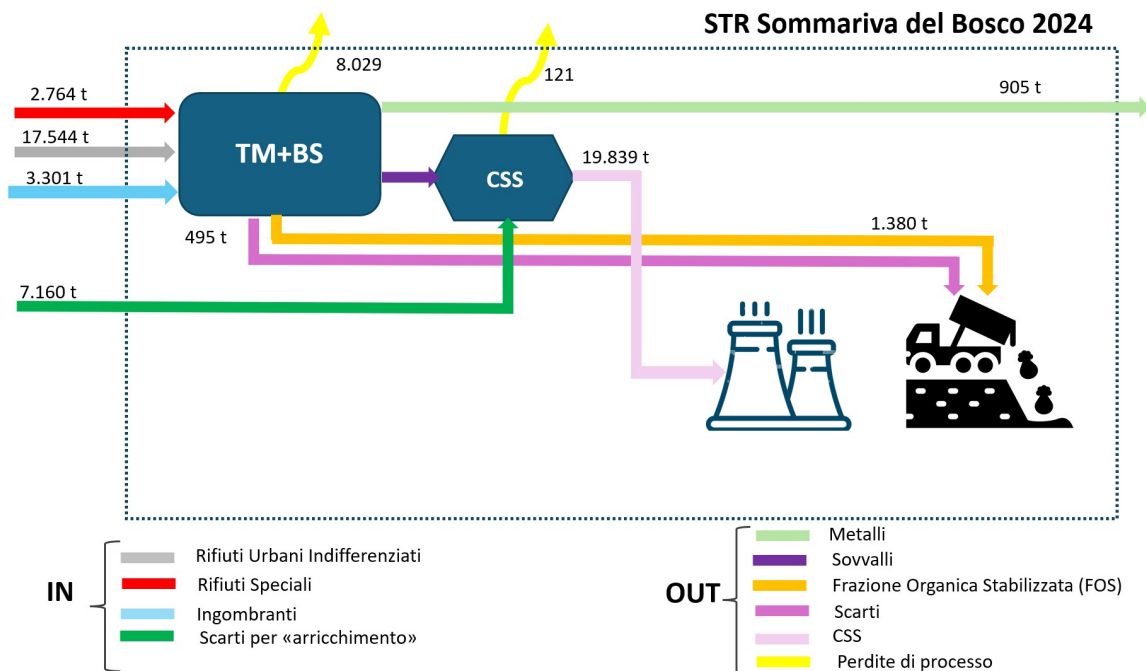 STR Sommariva del Bosco 2024
8.029
121
905 t
2.764 t
17.544 t
3.301 t
TM+BS
CSS
19.839 t
495 t
1.380 t
7.160 t
IN
Rifiuti Urbani Indifferenziati
Rifiuti Speciali
Ingombranti
Scarti per «arricchimento»
OUT
Metalli
Sovvalli
Frazione Organica Stabilizzata (FOS)
Scarti
CSS
Perdite di processo